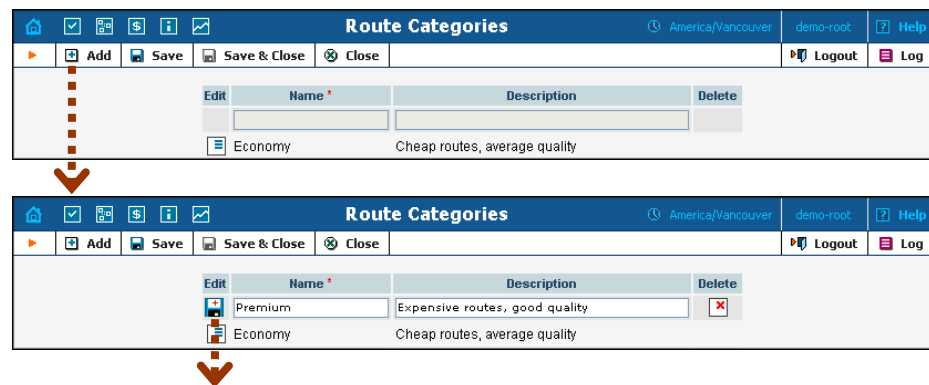 Route Categories America/Vancouver demo-root ? Help
Add Save Save & Close Close Logout Log
Edit Name * Description Delete
Economy Cheap routes, average quality
Route Categories America/Vancouver demo-root ? Help
Add Save Save & Close Close Logout Log
Edit Name * Description Delete
Premium Expensive routes, good quality
Economy Cheap routes, average quality